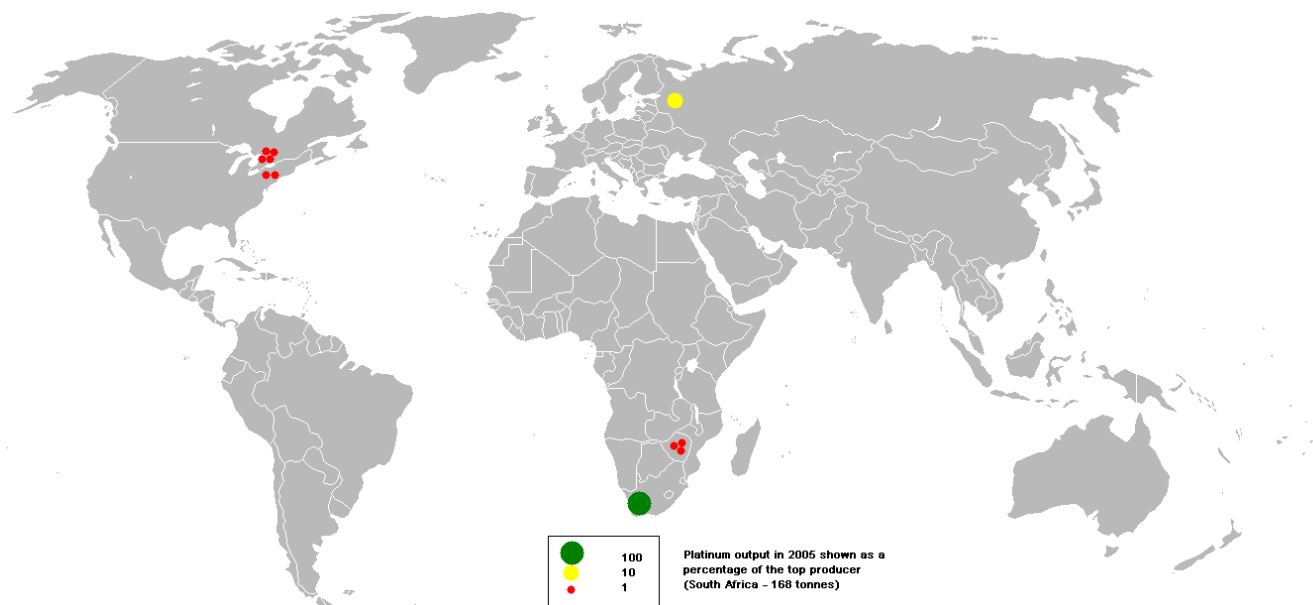 100
10
1
Platinum output in 2005 shown as a
percentage of the top producer
(South Africa - 168 tonnes)